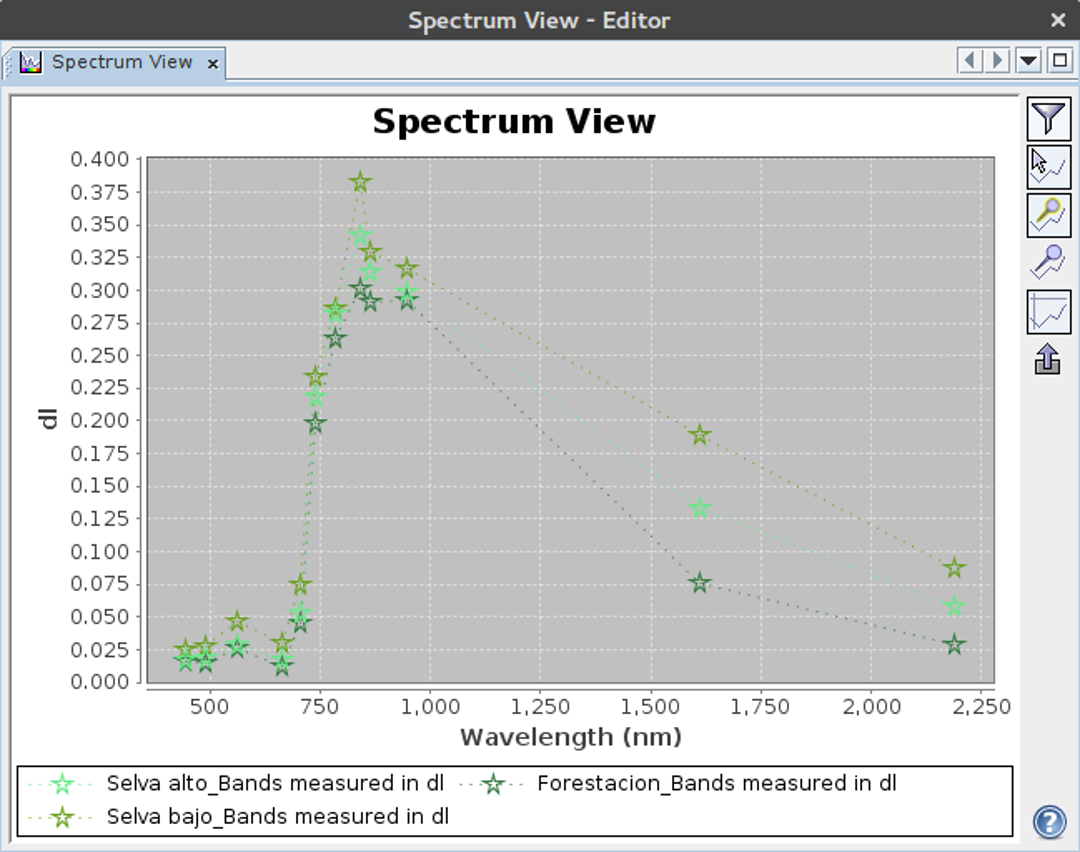 Spectrum View - Editor
Spectrum View
Spectrum View
0.400
0.375
0.350
0.325
0.300
0.275
0.250
0.225
0.200
0.175
0.150
0.125
0.100
0.075
0.050
0.025
0.000
dl
500 750 1,000 1,250 1,500 1,750 2,000 2,250
Wavelength (nm)
Selva alto_Bands measured in dl Forestacion_Bands measured in dl
Selva bajo_Bands measured in dl